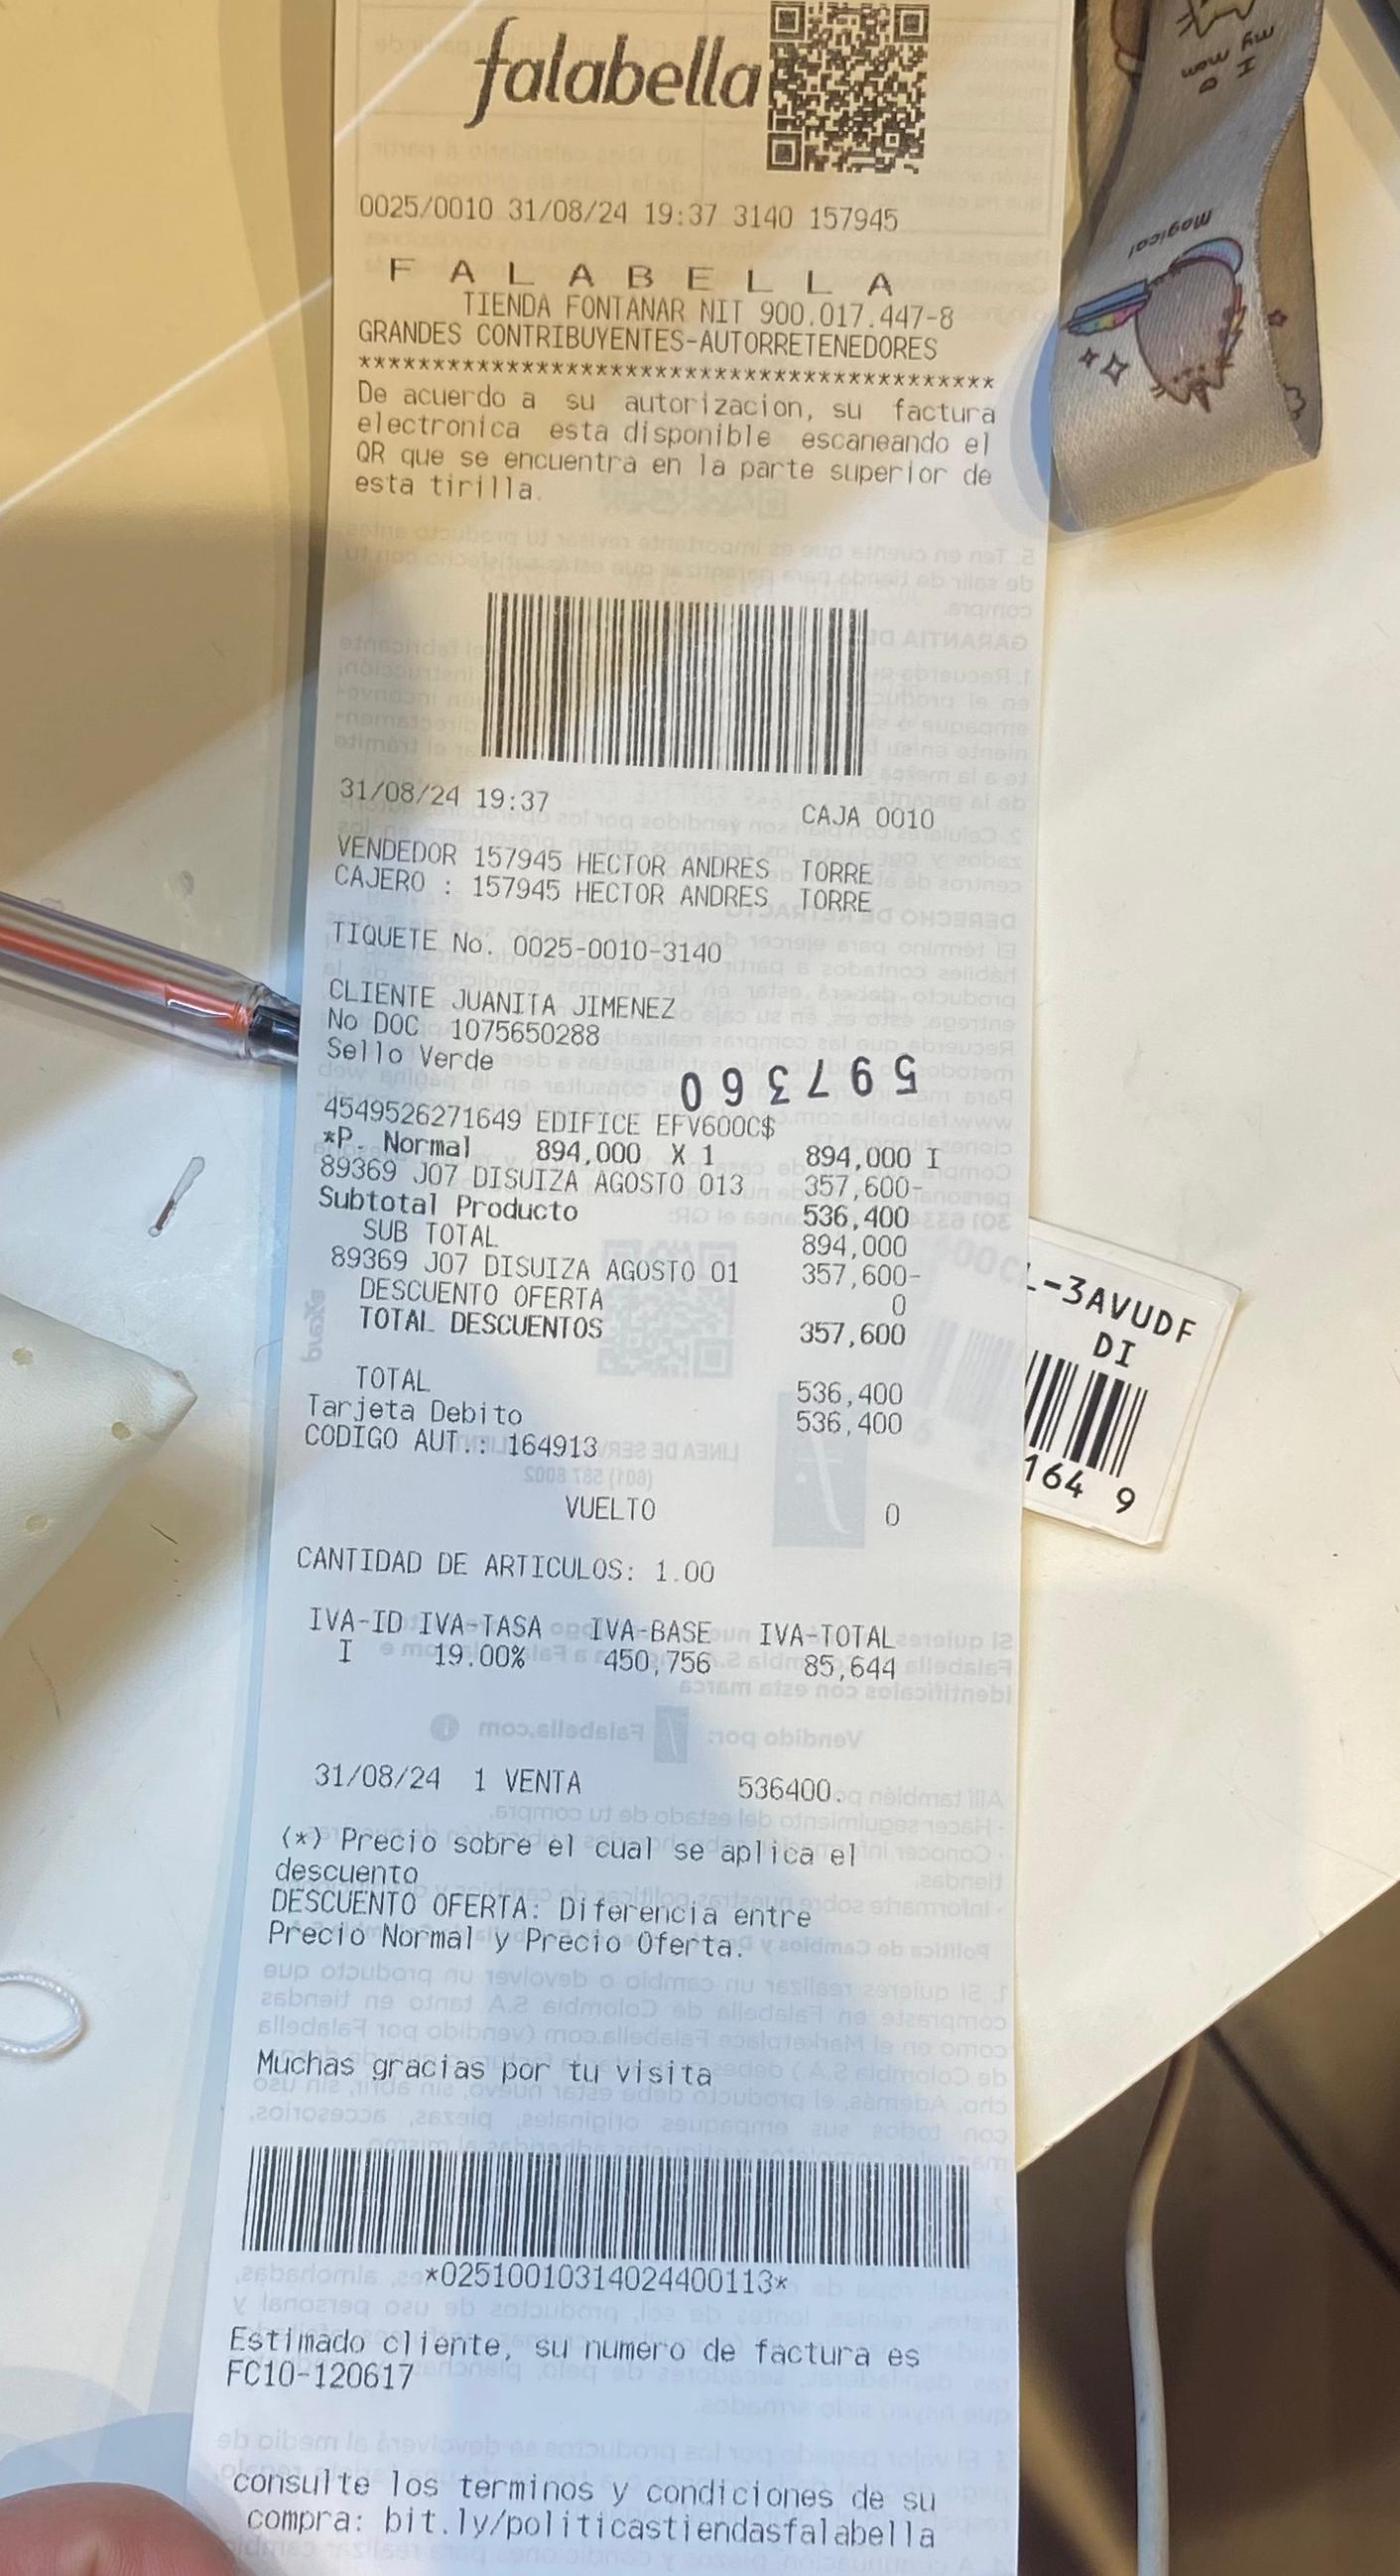 falabella
0025/0010 31/08/24 19:37 3140 157945
F A L A B E L L A
TIENDA FONTANAR NIT 900.017.447-8
GRANDES CONTRIBUYENTES-AUTORRETENEDORES
*******************************************
De acuerdo a su autorizacion, su factura
electronica esta disponible escaneando el
QR que se encuentra en la parte superior de
esta tirilla.
31/08/24 19:37 CAJA 0010
VENDEDOR 157945 HECTOR ANDRES TORRE
CAJERO : 157945 HECTOR ANDRES TORRE
TIQUETE No. 0025-0010-3140
CLIENTE JUANITA JIMENEZ
No DOC 1075650288
Sello Verde
597360
4549526271649 EDIFICE EFV600C$
*P. Normal 894,000 X 1 894,000 I
89369 J07 DISUIZA AGOSTO 013 357,600-
Subtotal Producto 536,400
SUB TOTAL 894,000
89369 J07 DISUIZA AGOSTO 01 357,600-
DESCUENTO OFERTA 0
TOTAL DESCUENTOS 357,600
TOTAL 536,400
Tarjeta Debito 536,400
CODIGO AUT.: 164913
VUELTO 0
CANTIDAD DE ARTICULOS: 1.00
IVA-ID IVA-TASA IVA-BASE IVA-TOTAL
I 19.00% 450,756 85,644
31/08/24 1 VENTA 536400.
(*) Precio sobre el cual se aplica el
descuento
DESCUENTO OFERTA: Diferencia entre
Precio Normal y Precio Oferta.
Muchas gracias por tu visita
*02510010314024400113*
Estimado cliente, su numero de factura es
FC10-120617
consulte los terminos y condiciones de su
compra: bit.ly/politicastiendasfalabella
L-3AVUDF
DI
164 9
Magical